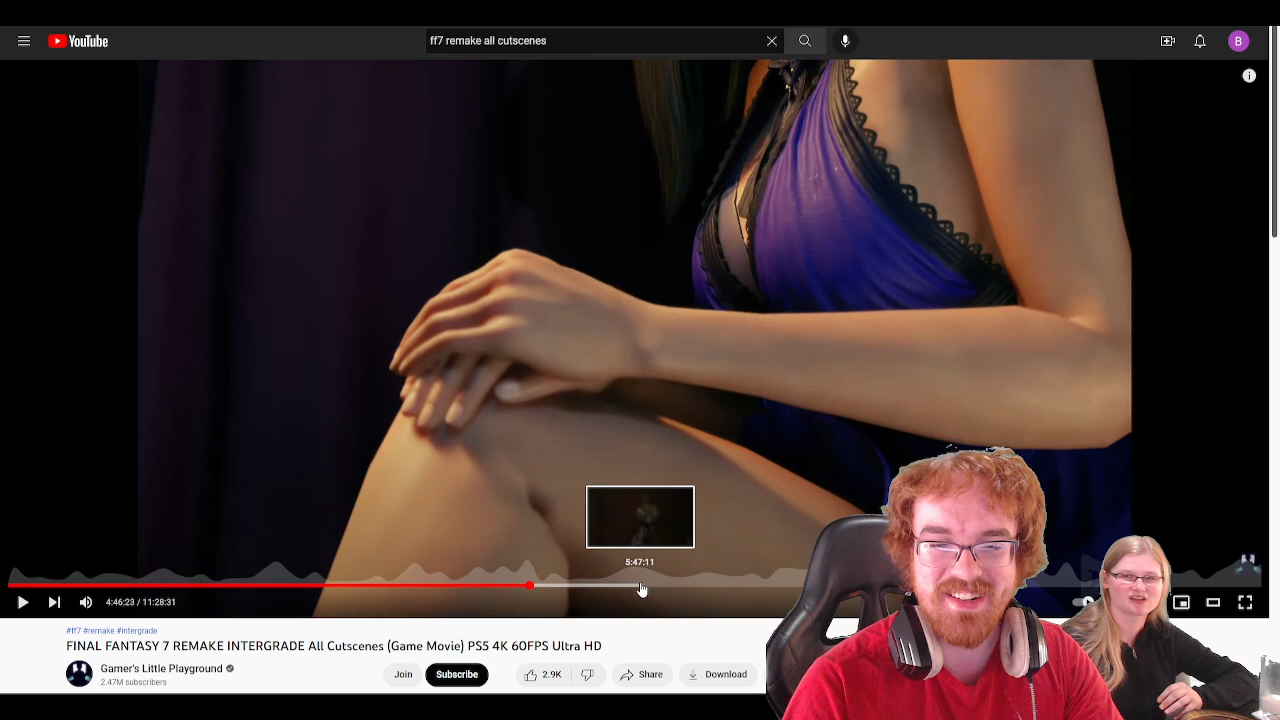 YouTube
ff7 remake all cutscenes
B
5:47:11
4:46:23 / 11:28:31
#ff7 #remake #intergrade
FINAL FANTASY 7 REMAKE INTERGRADE All Cutscenes (Game Movie) PS5 4K 60FPS Ultra HD
Gamer's Little Playground
2.47M subscribers
Join
Subscribe
2.9K
Share
Download